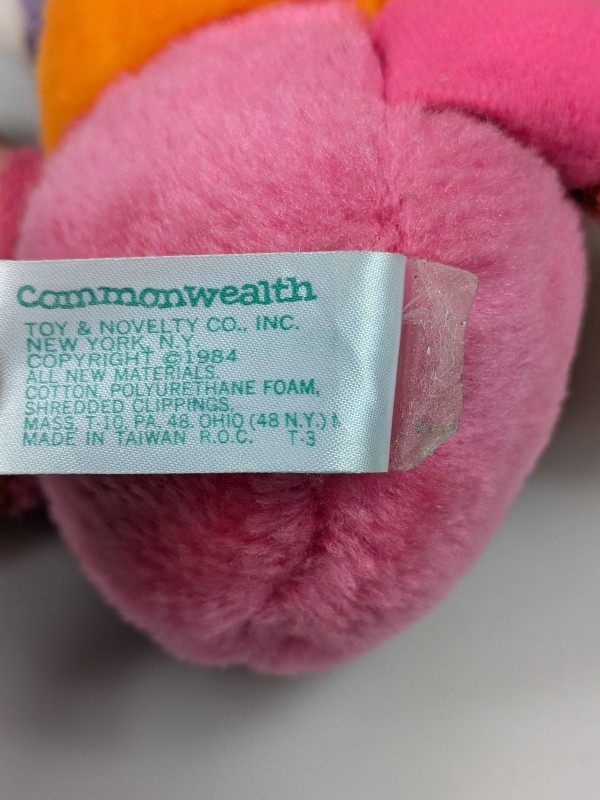 commonwealth
TOY & NOVELTY CO., INC.
NEW YORK, N.Y.
COPYRIGHT ©1984
ALL NEW MATERIALS.
COTTON, POLYURETHANE FOAM,
SHREDDED CLIPPINGS.
MASS. T-10, PA. 48, OHIO (48 N.Y.)
MADE IN TAIWAN R.O.C. T-3